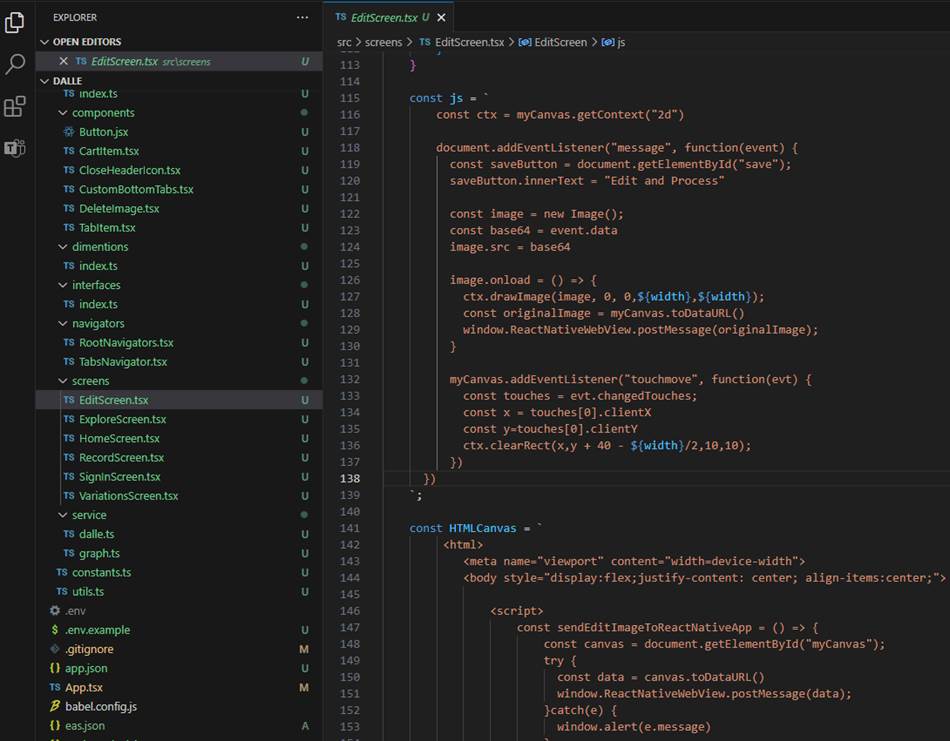 EXPLORER
OPEN EDITORS
EditScreen.tsx src\screens U
DALLE
TS index.ts U
components
Button.jsx U
TS CartItem.tsx U
TS CloseHeaderIcon.tsx U
TS CustomBottomTabs.tsx U
TS DeleteImage.tsx U
TS TabItem.tsx U
dimentions
TS index.ts U
interfaces
TS index.ts U
navigators
TS RootNavigators.tsx U
TS TabsNavigator.tsx U
screens
TS EditScreen.tsx U
TS ExploreScreen.tsx U
TS HomeScreen.tsx U
TS RecordScreen.tsx U
TS SignInScreen.tsx U
TS VariationsScreen.tsx U
service
TS dalle.ts U
TS graph.ts U
TS constants.ts U
TS utils.ts U
.env
$ .env.example U
.gitignore M
{} app.json U
TS App.tsx M
babel.config.js
{} eas.json A
TS EditScreen.tsx U
src > screens > TS EditScreen.tsx > EditScreen > js
113 }
114
115 const js = `
116 const ctx = myCanvas.getContext("2d")
117
118 document.addEventListener("message", function(event) {
119 const saveButton = document.getElementById("save");
120 saveButton.innerText = "Edit and Process"
121
122 const image = new Image();
123 const base64 = event.data
124 image.src = base64
125
126 image.onload = () => {
127 ctx.drawImage(image, 0, 0,${width},${width});
128 const originalImage = myCanvas.toDataURL()
129 window.ReactNativeWebView.postMessage(originalImage);
130 }
131
132 myCanvas.addEventListener("touchmove", function(evt) {
133 const touches = evt.changedTouches;
134 const x = touches[0].clientX
135 const y=touches[0].clientY
136 ctx.clearRect(x,y + 40 - ${width}/2,10,10);
137 })
138 })
139 `;
140
141 const HTMLCanvas = `
142 <html>
143 <meta name="viewport" content="width=device-width">
144 <body style="display:flex;justify-content: center; align-items:center;">
145
146 <script>
147 const sendEditImageToReactNativeApp = () => {
148 const canvas = document.getElementById("myCanvas");
149 try {
150 const data = canvas.toDataURL()
151 window.ReactNativeWebView.postMessage(data);
152 }catch(e) {
153 window.alert(e.message)